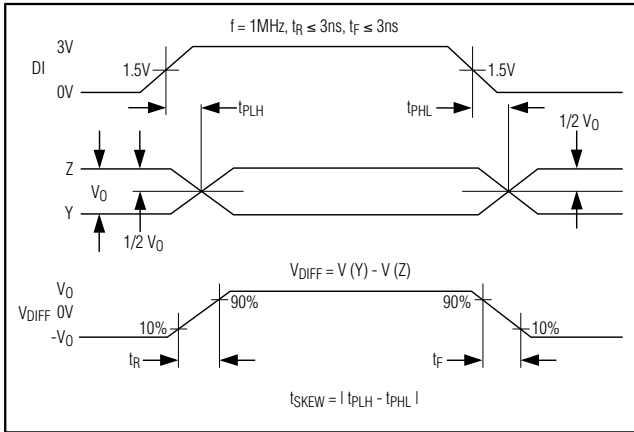 f = 1MHz, tR ≤ 3ns, tF ≤ 3ns
3V
DI
1.5V
1.5V
0V
tPLH
tPHL
1/2 VO
Z
VO
Y
1/2 VO
VDIFF = V (Y) - V (Z)
VO
VDIFF 0V
-VO
90%
90%
10%
10%
tR
tF
tSKEW = | tPLH - tPHL |